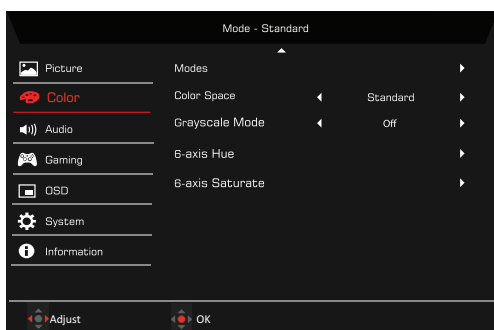 Mode - Standard
Picture
Modes
Color
Color Space Standard
Audio
Grayscale Mode Off
Gaming
6-axis Hue
OSD
6-axis Saturate
System
Information
Adjust OK